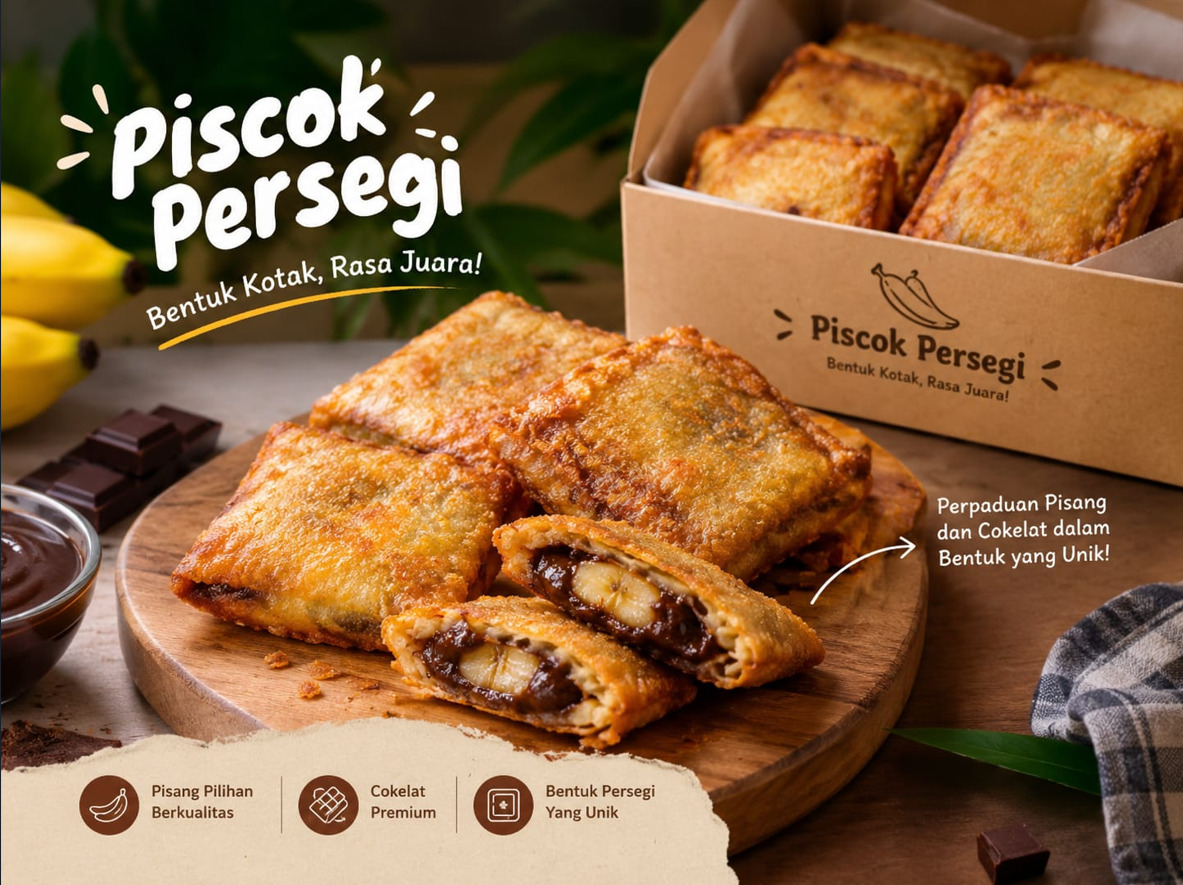 Piscok
Persegi
Bentuk Kotak, Rasa Juara!
Piscok Persegi
Bentuk Kotak, Rasa Juara!
Perpaduan Pisang
dan Cokelat dalam
Bentuk yang Unik!
Pisang Pilihan
Berkualitas
Cokelat
Premium
Bentuk Persegi
Yang Unik